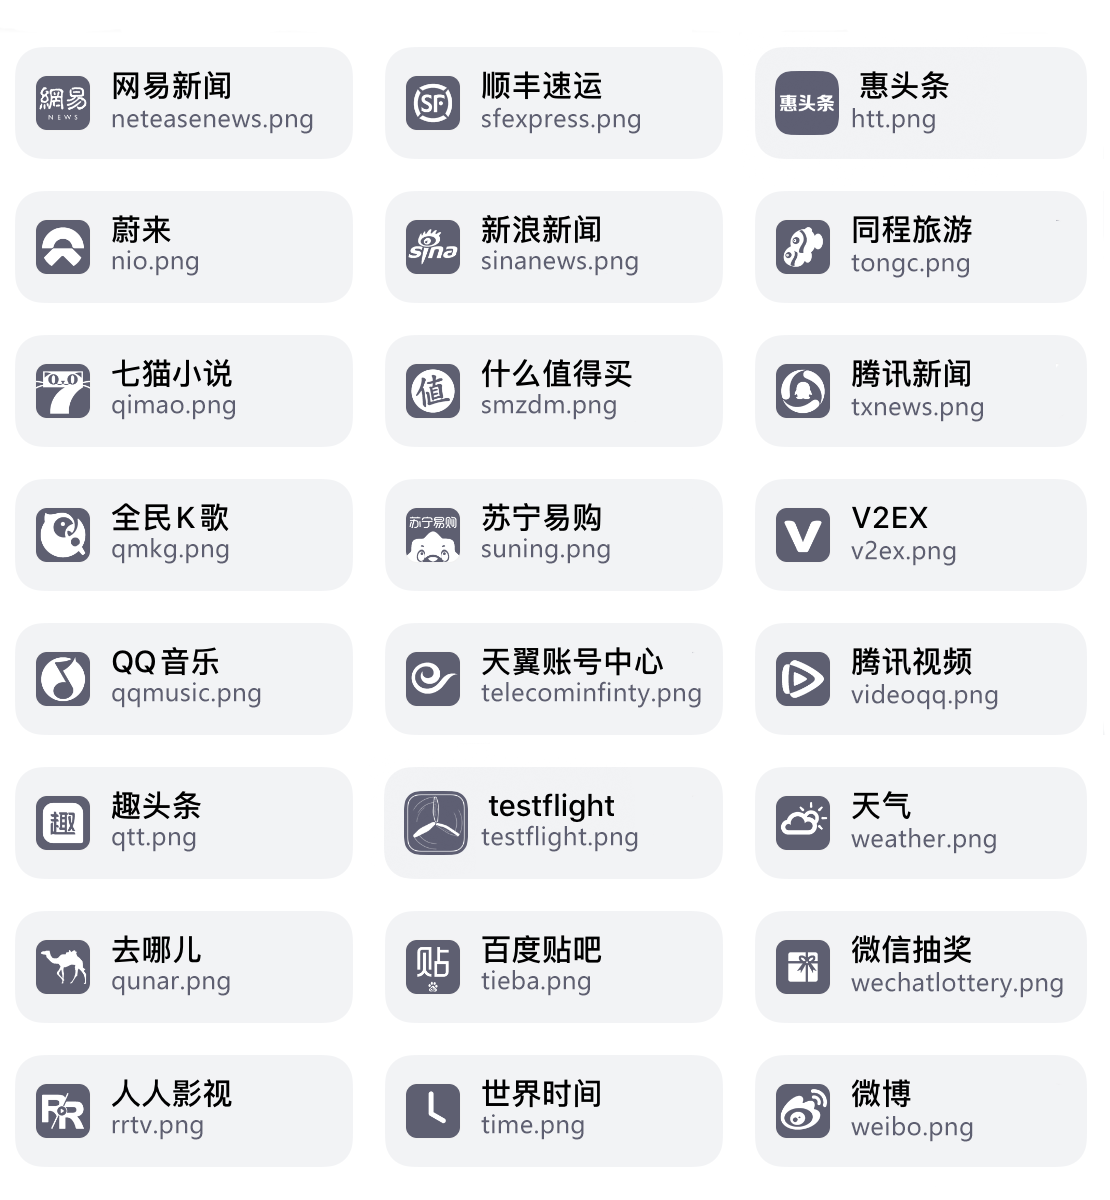 網易
NEWS
网易新闻
neteasenews.png
SF
顺丰速运
sfexpress.png
惠头条
惠头条
htt.png
蔚来
nio.png
sina
新浪新闻
sinanews.png
同程旅游
tongc.png
七猫小说
qimao.png
值
什么值得买
smzdm.png
腾讯新闻
txnews.png
全民K歌
qmkg.png
苏宁易购
苏宁易购
suning.png
V
V2EX
v2ex.png
QQ音乐
qqmusic.png
天翼账号中心
telecominfinty.png
腾讯视频
videoqq.png
趣
趣头条
qtt.png
testflight
testflight.png
天气
weather.png
去哪儿
qunar.png
贴
百度贴吧
tieba.png
微信抽奖
wechatlottery.png
RR
人人影视
rrtv.png
世界时间
time.png
微博
weibo.png